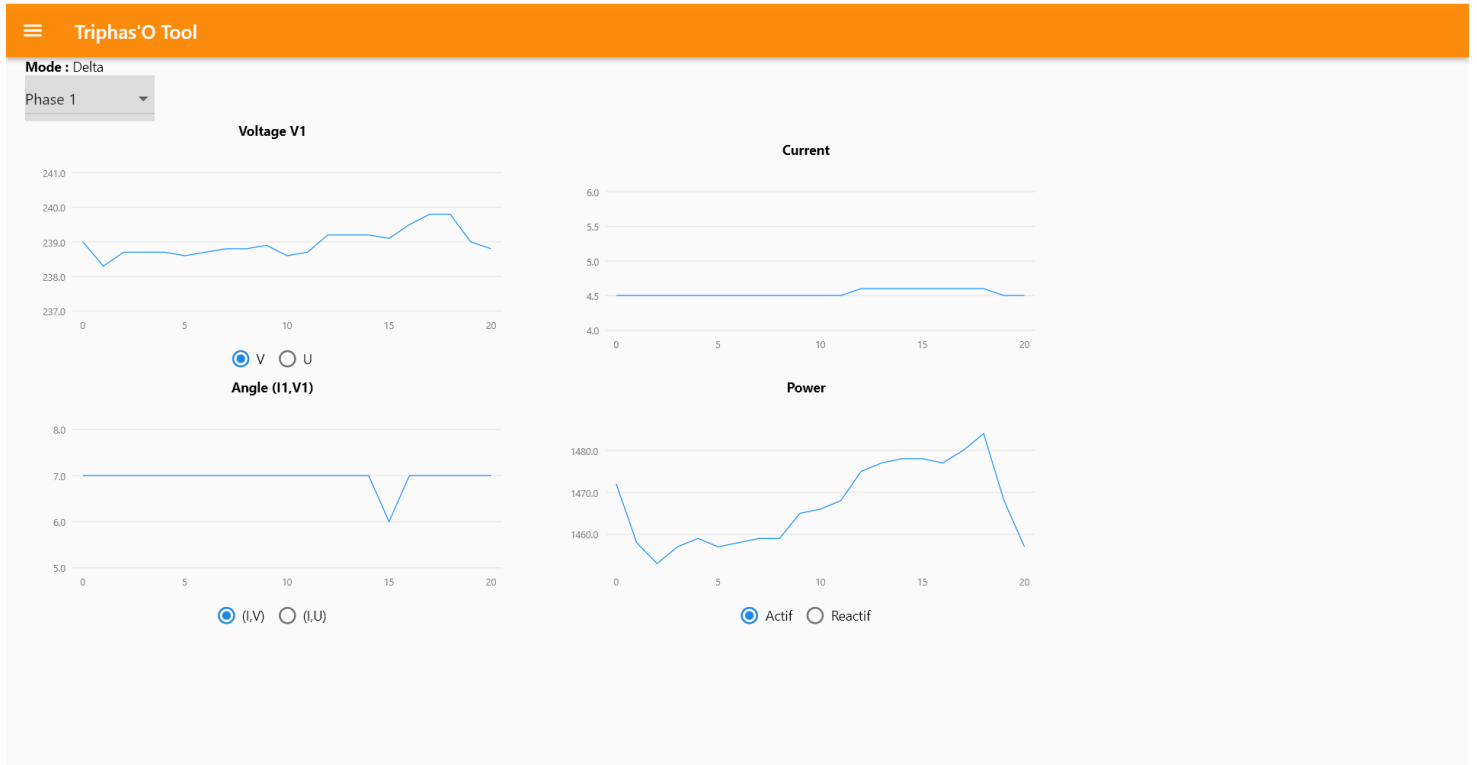 Triphas'O Tool
Mode : Delta
Phase 1
Voltage V1
241.0
240.0
239.0
238.0
237.0
0 5 10 15 20
V U
Current
6.0
5.5
5.0
4.5
4.0
0 5 10 15 20
Angle (I1,V1)
8.0
7.0
6.0
5.0
0 5 10 15 20
(I,V) (I,U)
Power
1480.0
1470.0
1460.0
0 5 10 15 20
Actif Reactif